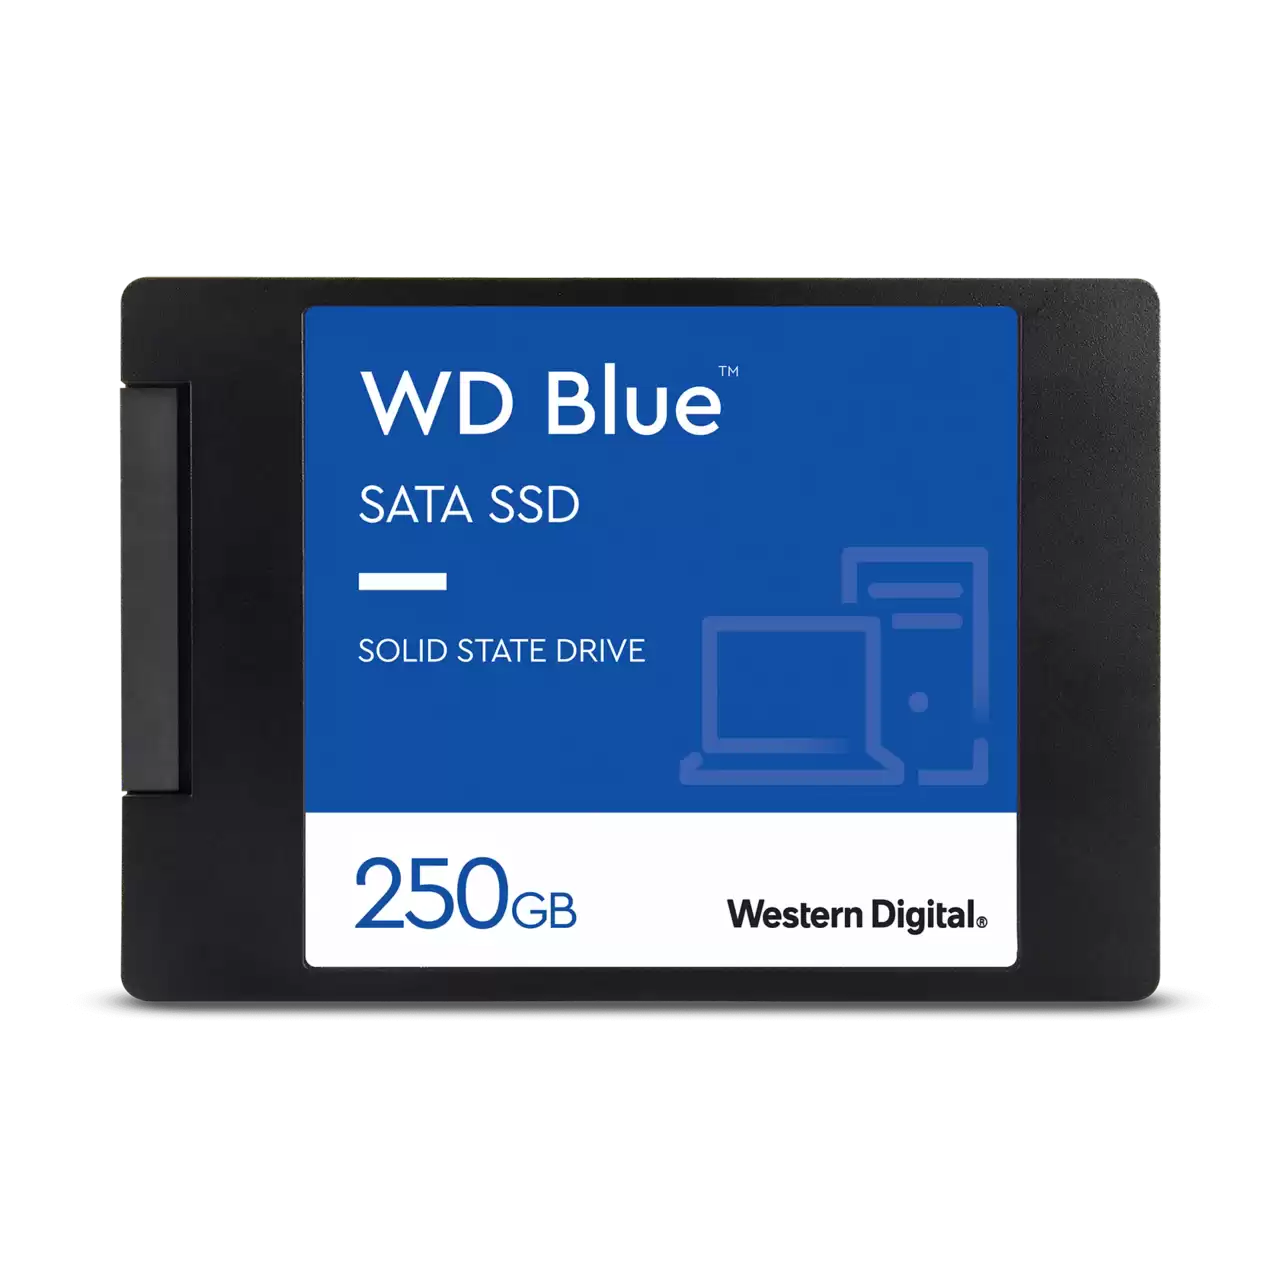 WD Blue™
SATA SSD
SOLID STATE DRIVE
250GB
Western Digital®